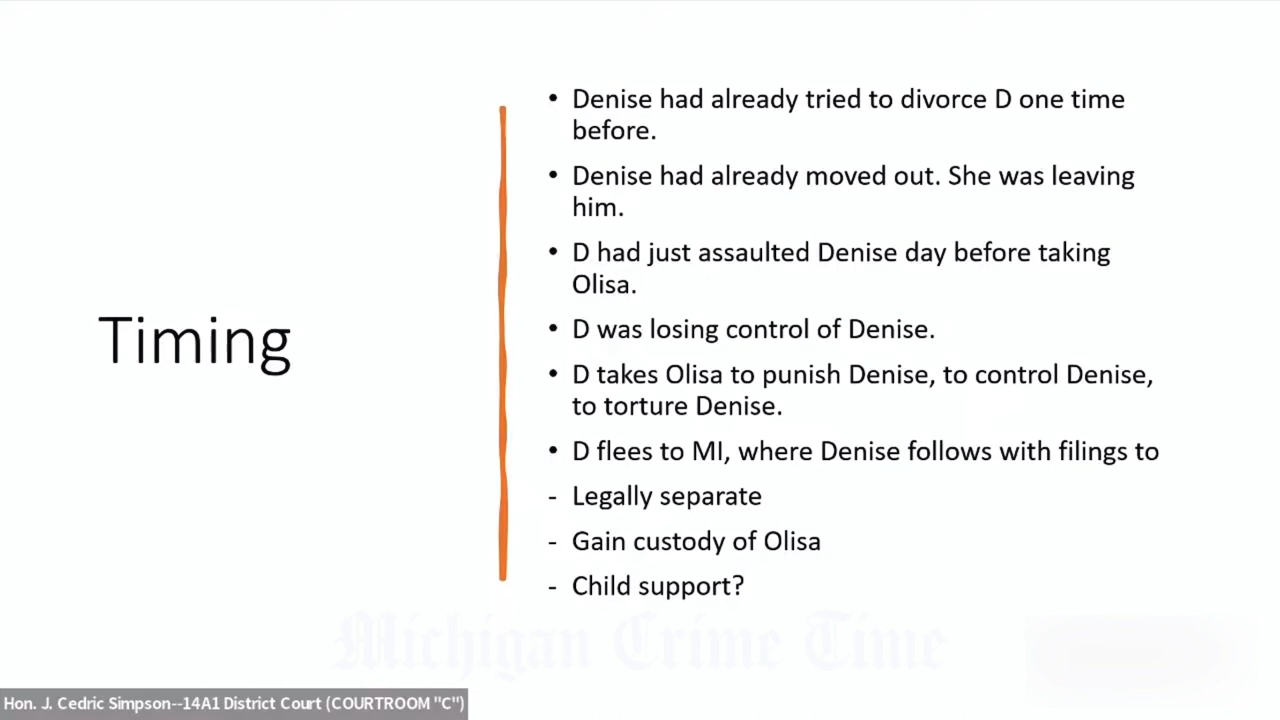 Timing
• Denise had already tried to divorce D one time
before.
• Denise had already moved out. She was leaving
him.
• D had just assaulted Denise day before taking
Olisa.
• D was losing control of Denise.
• D takes Olisa to punish Denise, to control Denise,
to torture Denise.
• D flees to MI, where Denise follows with filings to
- Legally separate
- Gain custody of Olisa
- Child support?
Michigan Crime Time
Hon. J. Cedric Simpson--14A1 District Court (COURTROOM "C")